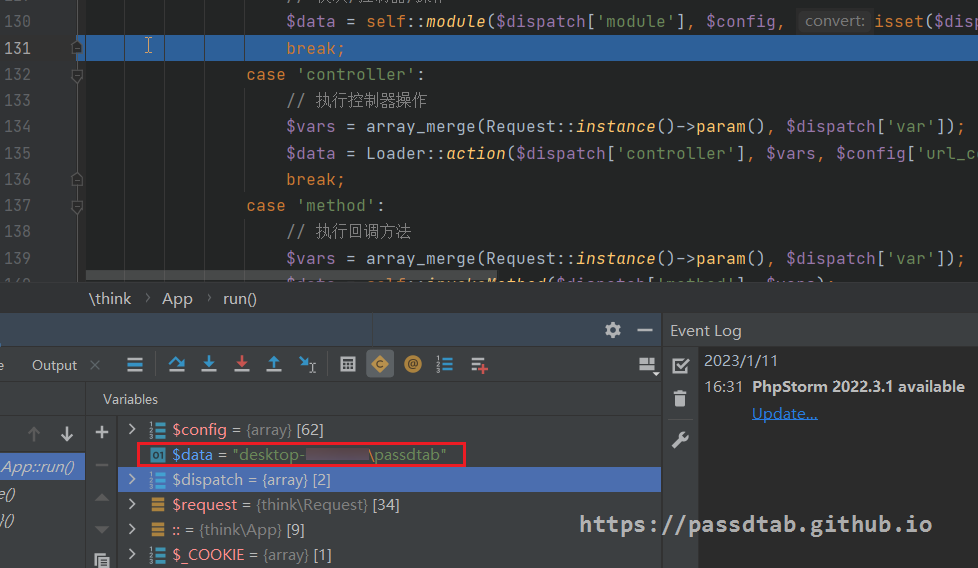 130 $data = self::module($dispatch['module'], $config, convert: isset($disp
131 break;
132 case 'controller':
133 // 执行控制器操作
134 $vars = array_merge(Request::instance()->param(), $dispatch['var']);
135 $data = Loader::action($dispatch['controller'], $vars, $config['url_c
136 break;
137 case 'method':
138 // 执行回调方法
139 $vars = array_merge(Request::instance()->param(), $dispatch['var']);
\think > App > run()
Event Log
e Output
2023/1/11
16:31 PhpStorm 2022.3.1 available
Update...
Variables
$config = {array} [62]
01 $data = "desktop-
\passdtab"
App::run()
$dispatch = {array} [2]
e()
$request = {think\Request} [34]
}()
:: = {think\App} [9]
$_COOKIE = {array} [1]
https://passdtab.github.io